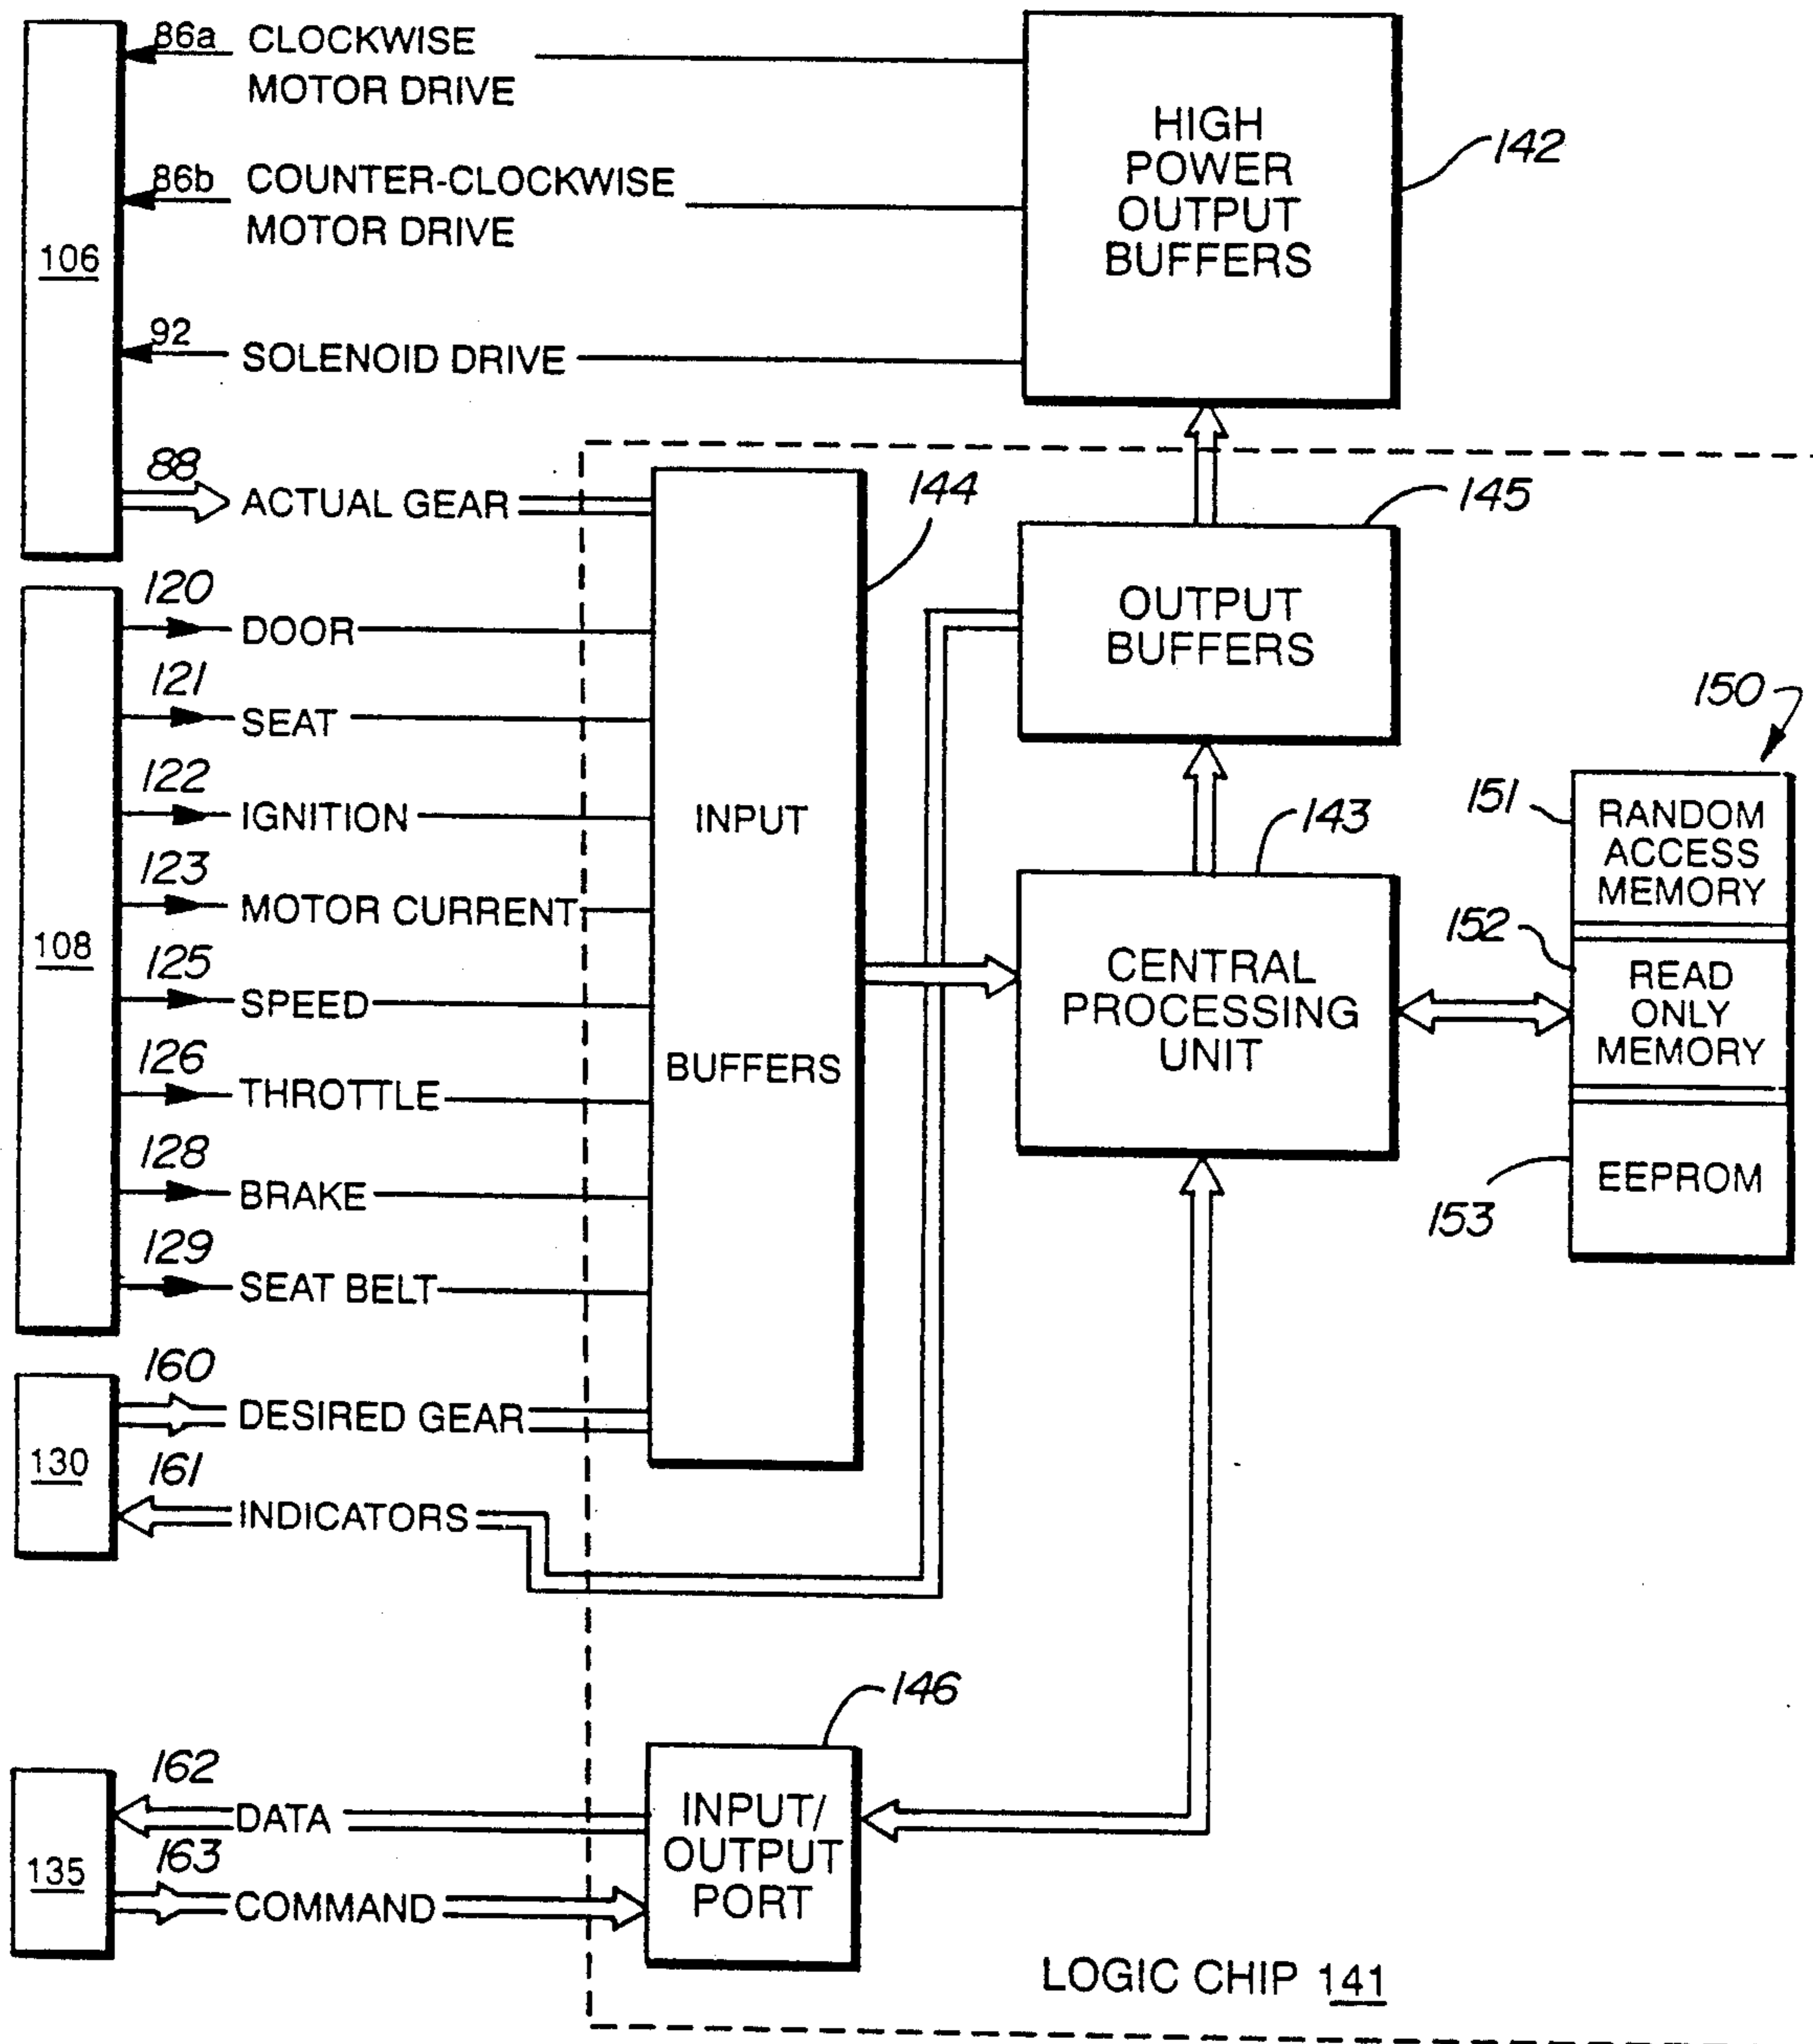 86a CLOCKWISE
MOTOR DRIVE
86b COUNTER-CLOCKWISE
MOTOR DRIVE
106
92 SOLENOID DRIVE
HIGH
POWER
OUTPUT
BUFFERS
142
88
ACTUAL GEAR
144
145
120
DOOR
121
SEAT
122
IGNITION
123
MOTOR CURRENT
108
125
SPEED
126
THROTTLE
128
BRAKE
129
SEAT BELT
INPUT
BUFFERS
OUTPUT
BUFFERS
143
CENTRAL
PROCESSING
UNIT
150
151
RANDOM
ACCESS
MEMORY
152
READ
ONLY
MEMORY
153
EEPROM
160
DESIRED GEAR
130
161
INDICATORS
146
162
DATA
135
163
COMMAND
INPUT/
OUTPUT
PORT
LOGIC CHIP 141